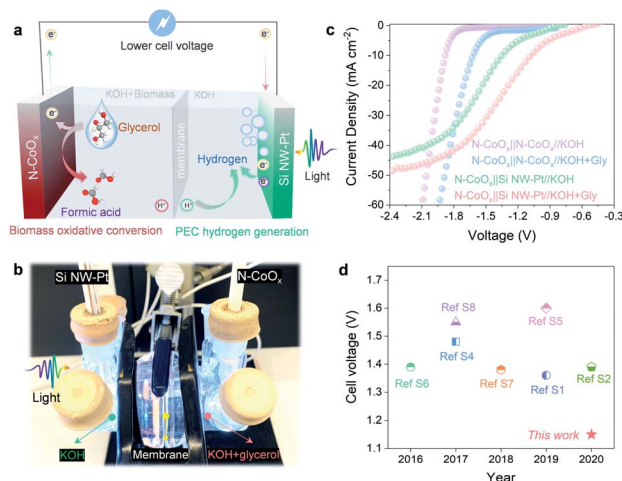 a
e⁻
e⁻
Lower cell voltage
KOH+Biomass
KOH
N-CoOₓ
e⁻
Glycerol
membrane
Hydrogen
e⁻
e⁻
Si NW-Pt
Light
Formic acid
H⁺
H⁺
Biomass oxidative conversion
PEC hydrogen generation
b
Si NW-Pt
N-CoOₓ
Light
KOH
Membrane
KOH+glycerol
c
Current Density (mA cm⁻²)
0
-10
-20
-30
-40
-50
-60
N-CoOₓ||N-CoOₓ//KOH
N-CoOₓ||N-CoOₓ//KOH+Gly
N-CoOₓ||Si NW-Pt//KOH
N-CoOₓ||Si NW-Pt//KOH+Gly
-2.4
-2.1
-1.8
-1.5
-1.2
-0.9
-0.6
-0.3
Voltage (V)
d
Cell voltage (V)
1.7
1.6
1.5
1.4
1.3
1.2
1.1
Ref S8
Ref S5
Ref S4
Ref S6
Ref S7
Ref S1
Ref S2
This work
2016
2017
2018
2019
2020
Year